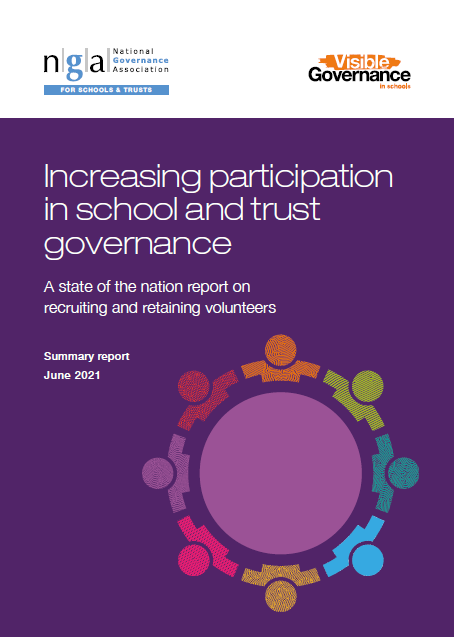 nga
National
Governance
Association
FOR SCHOOLS & TRUSTS
Visible
Governance
in schools
Increasing participation
in school and trust
governance
A state of the nation report on
recruiting and retaining volunteers
Summary report
June 2021